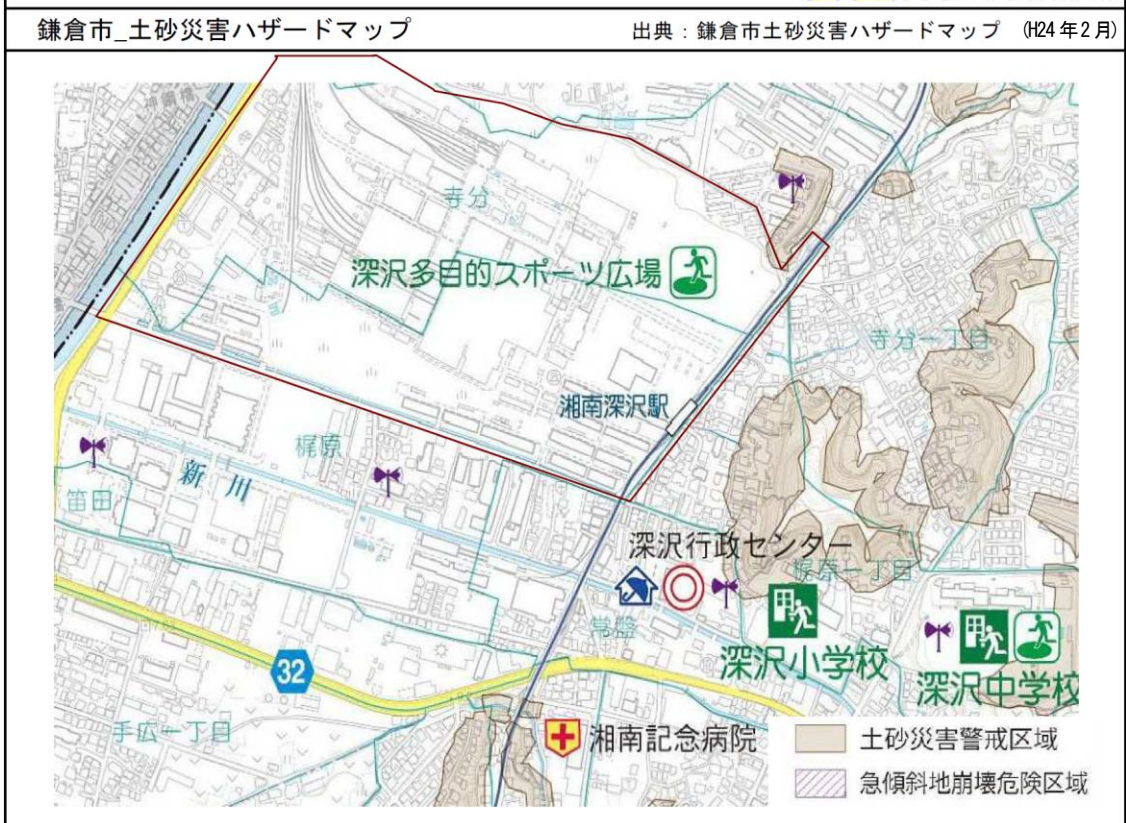 鎌倉市_土砂災害ハザードマップ
出典：鎌倉市土砂災害ハザードマップ (H24年2月)
寺分
深沢多目的スポーツ広場
寺分一丁目
湘南深沢駅
梶原
新川
笛田
深沢行政センター
梶原一丁目
常盤
深沢小学校
深沢中学校
32
手広一丁目
湘南記念病院
土砂災害警戒区域
急傾斜地崩壊危険区域